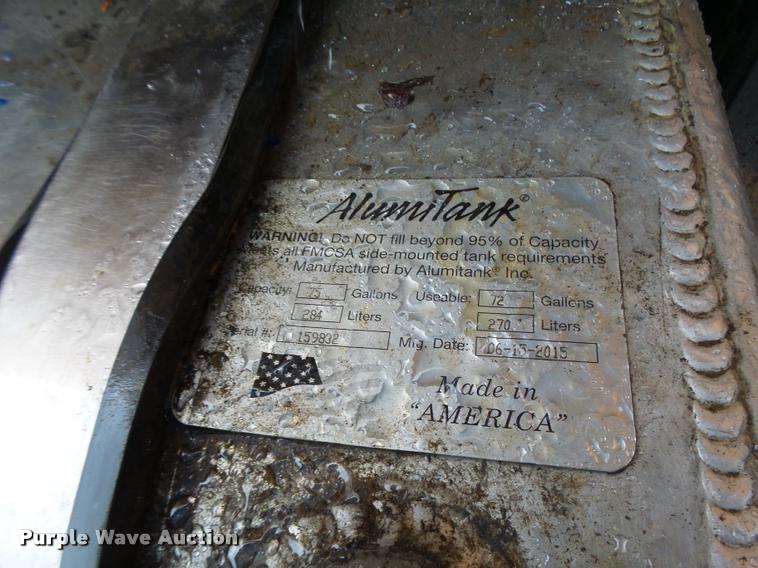 AlumiTank®
WARNING! Do NOT fill beyond 95% of Capacity
Meets all FMCSA side-mounted tank requirements
Manufactured by Alumitank® Inc.
Capacity: 75 Gallons Useable: 72 Gallons
284 Liters 270 Liters
Serial #: 159832 Mfg. Date: 06-15-2015
Made in
"AMERICA"
Purple Wave Auction